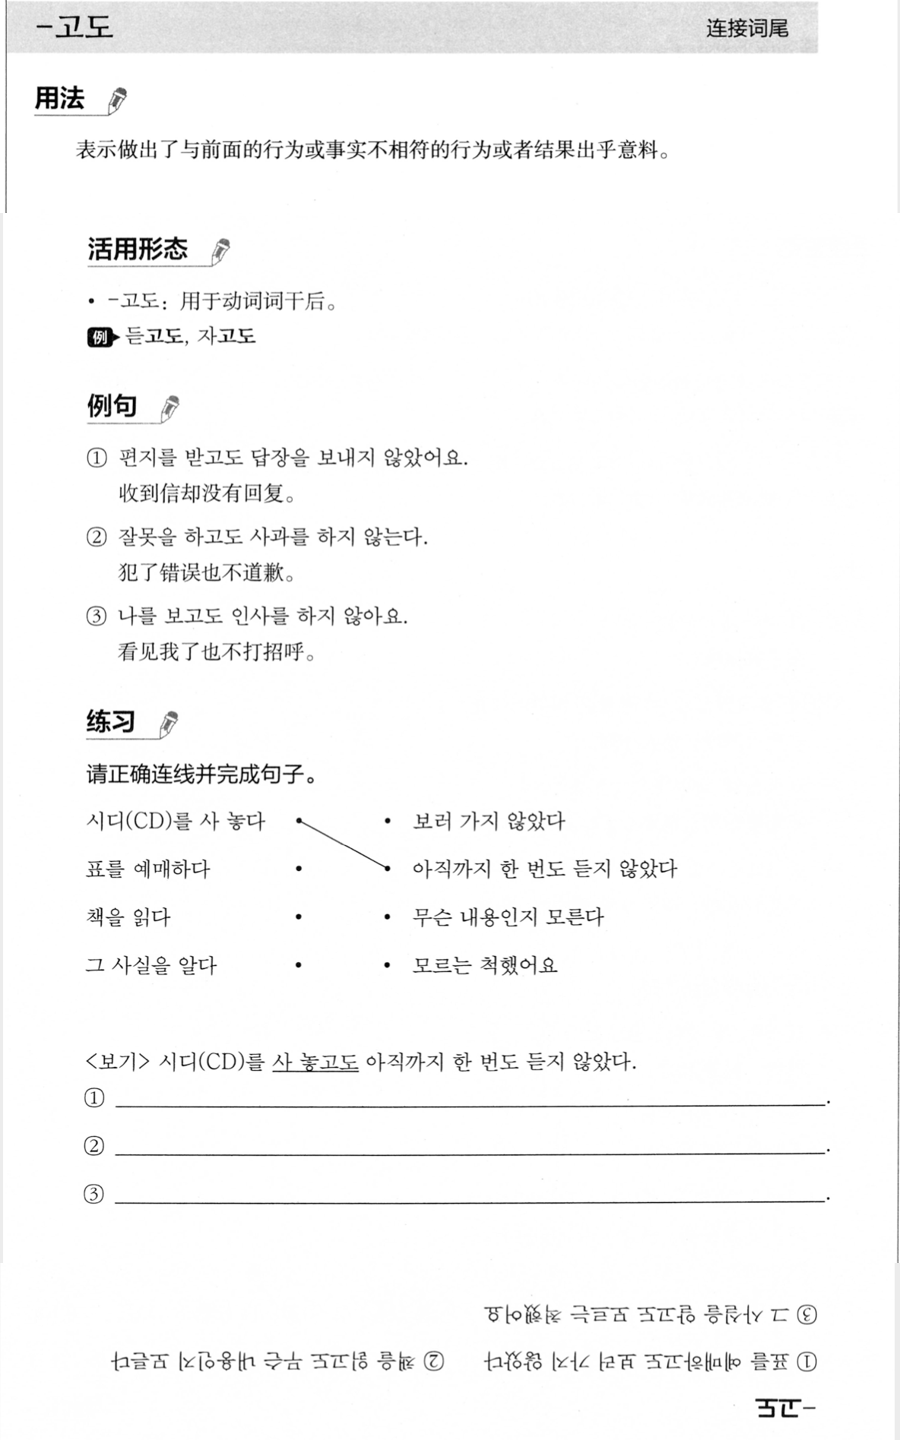 -고도 连接词尾
用法
表示做出了与前面的行为或事实不相符的行为或者结果出乎意料。
活用形态
• -고도: 用于动词词干后。
例 듣고도, 자고도
例句
① 편지를 받고도 답장을 보내지 않았어요.
收到信却没有回复。
② 잘못을 하고도 사과를 하지 않는다.
犯了错误也不道歉。
③ 나를 보고도 인사를 하지 않아요.
看见我了也不打招呼。
练习
请正确连线并完成句子。
시디(CD)를 사 놓다 • • 보러 가지 않았다
표를 예매하다 • • 아직까지 한 번도 듣지 않았다
책을 읽다 • • 무슨 내용인지 모른다
그 사실을 알다 • • 모르는 척했어요
<보기> 시디(CD)를 사 놓고도 아직까지 한 번도 듣지 않았다.
① .
② .
③ .
-고도
① 표를 예매하고도 보러 가지 않았다 ② 책을 읽고도 무슨 내용인지 모른다
③ 그 사실을 알고도 모르는 척했어요